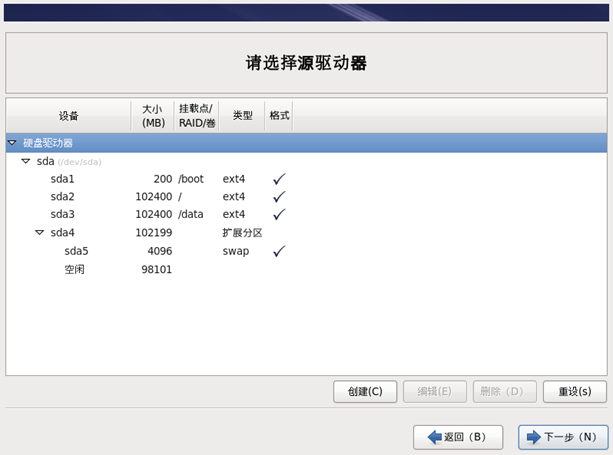 请选择源驱动器
设备 大小(MB) 挂载点/RAID/卷 类型 格式
硬盘驱动器
sda (/dev/sda)
sda1 200 /boot ext4
sda2 102400 / ext4
sda3 102400 /data ext4
sda4 102199 扩展分区
sda5 4096 swap
空闲 98101
创建(C) 编辑(E) 删除（D） 重设(s)
返回（B） 下一步（N）